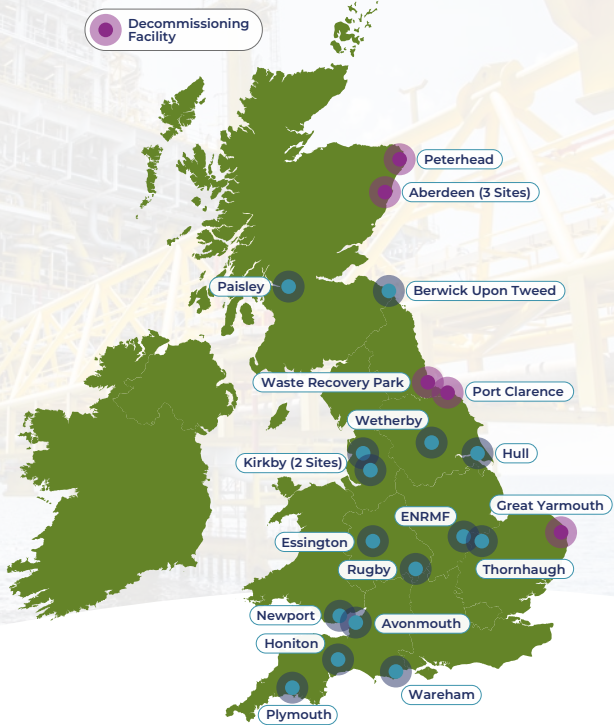 Decommissioning
Facility
Peterhead
Aberdeen (3 Sites)
Paisley
Berwick Upon Tweed
Waste Recovery Park
Port Clarence
Wetherby
Hull
Kirkby (2 Sites)
Great Yarmouth
ENRMF
Essington
Thornhaugh
Rugby
Newport
Avonmouth
Honiton
Wareham
Plymouth